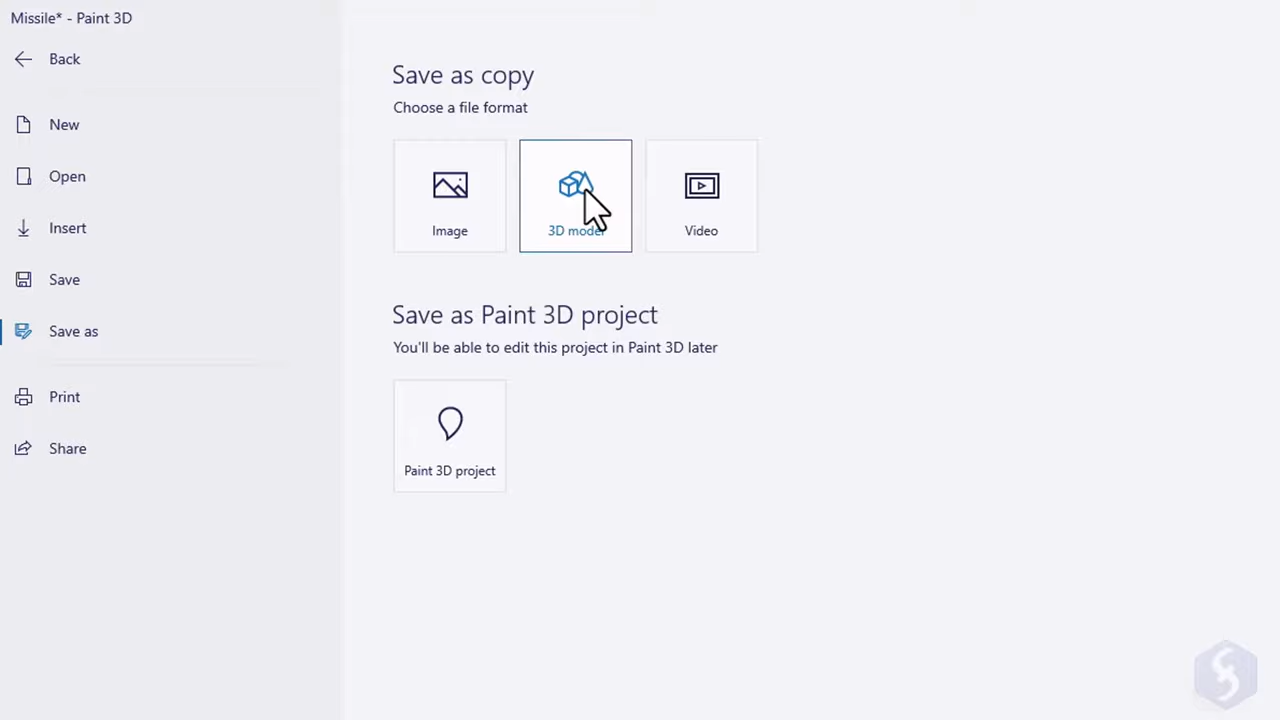 Missile* - Paint 3D
Back
New
Open
Insert
Save
Save as
Print
Share
Save as copy
Choose a file format
Image
3D model
Video
Save as Paint 3D project
You'll be able to edit this project in Paint 3D later
Paint 3D project